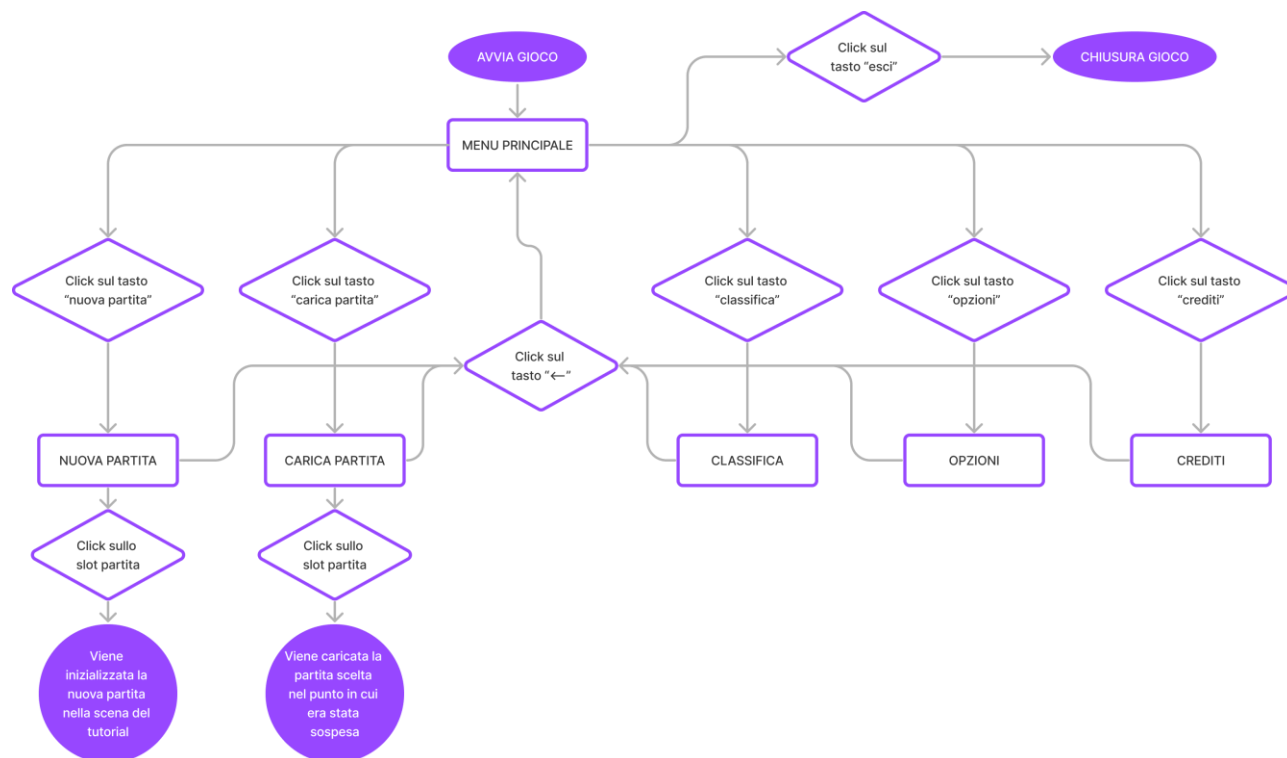 AVVIA GIOCO
Click sul
tasto “esci”
CHIUSURA GIOCO
MENU PRINCIPALE
Click sul tasto
“nuova partita”
Click sul tasto
“carica partita”
Click sul tasto
“classifica”
Click sul tasto
“opzioni”
Click sul tasto
“crediti”
Click sul
tasto “←”
NUOVA PARTITA
CARICA PARTITA
CLASSIFICA
OPZIONI
CREDITI
Click sullo
slot partita
Click sullo
slot partita
Viene
inizializzata la
nuova partita
nella scena del
tutorial
Viene caricata la
partita scelta
nel punto in cui
era stata
sospesa